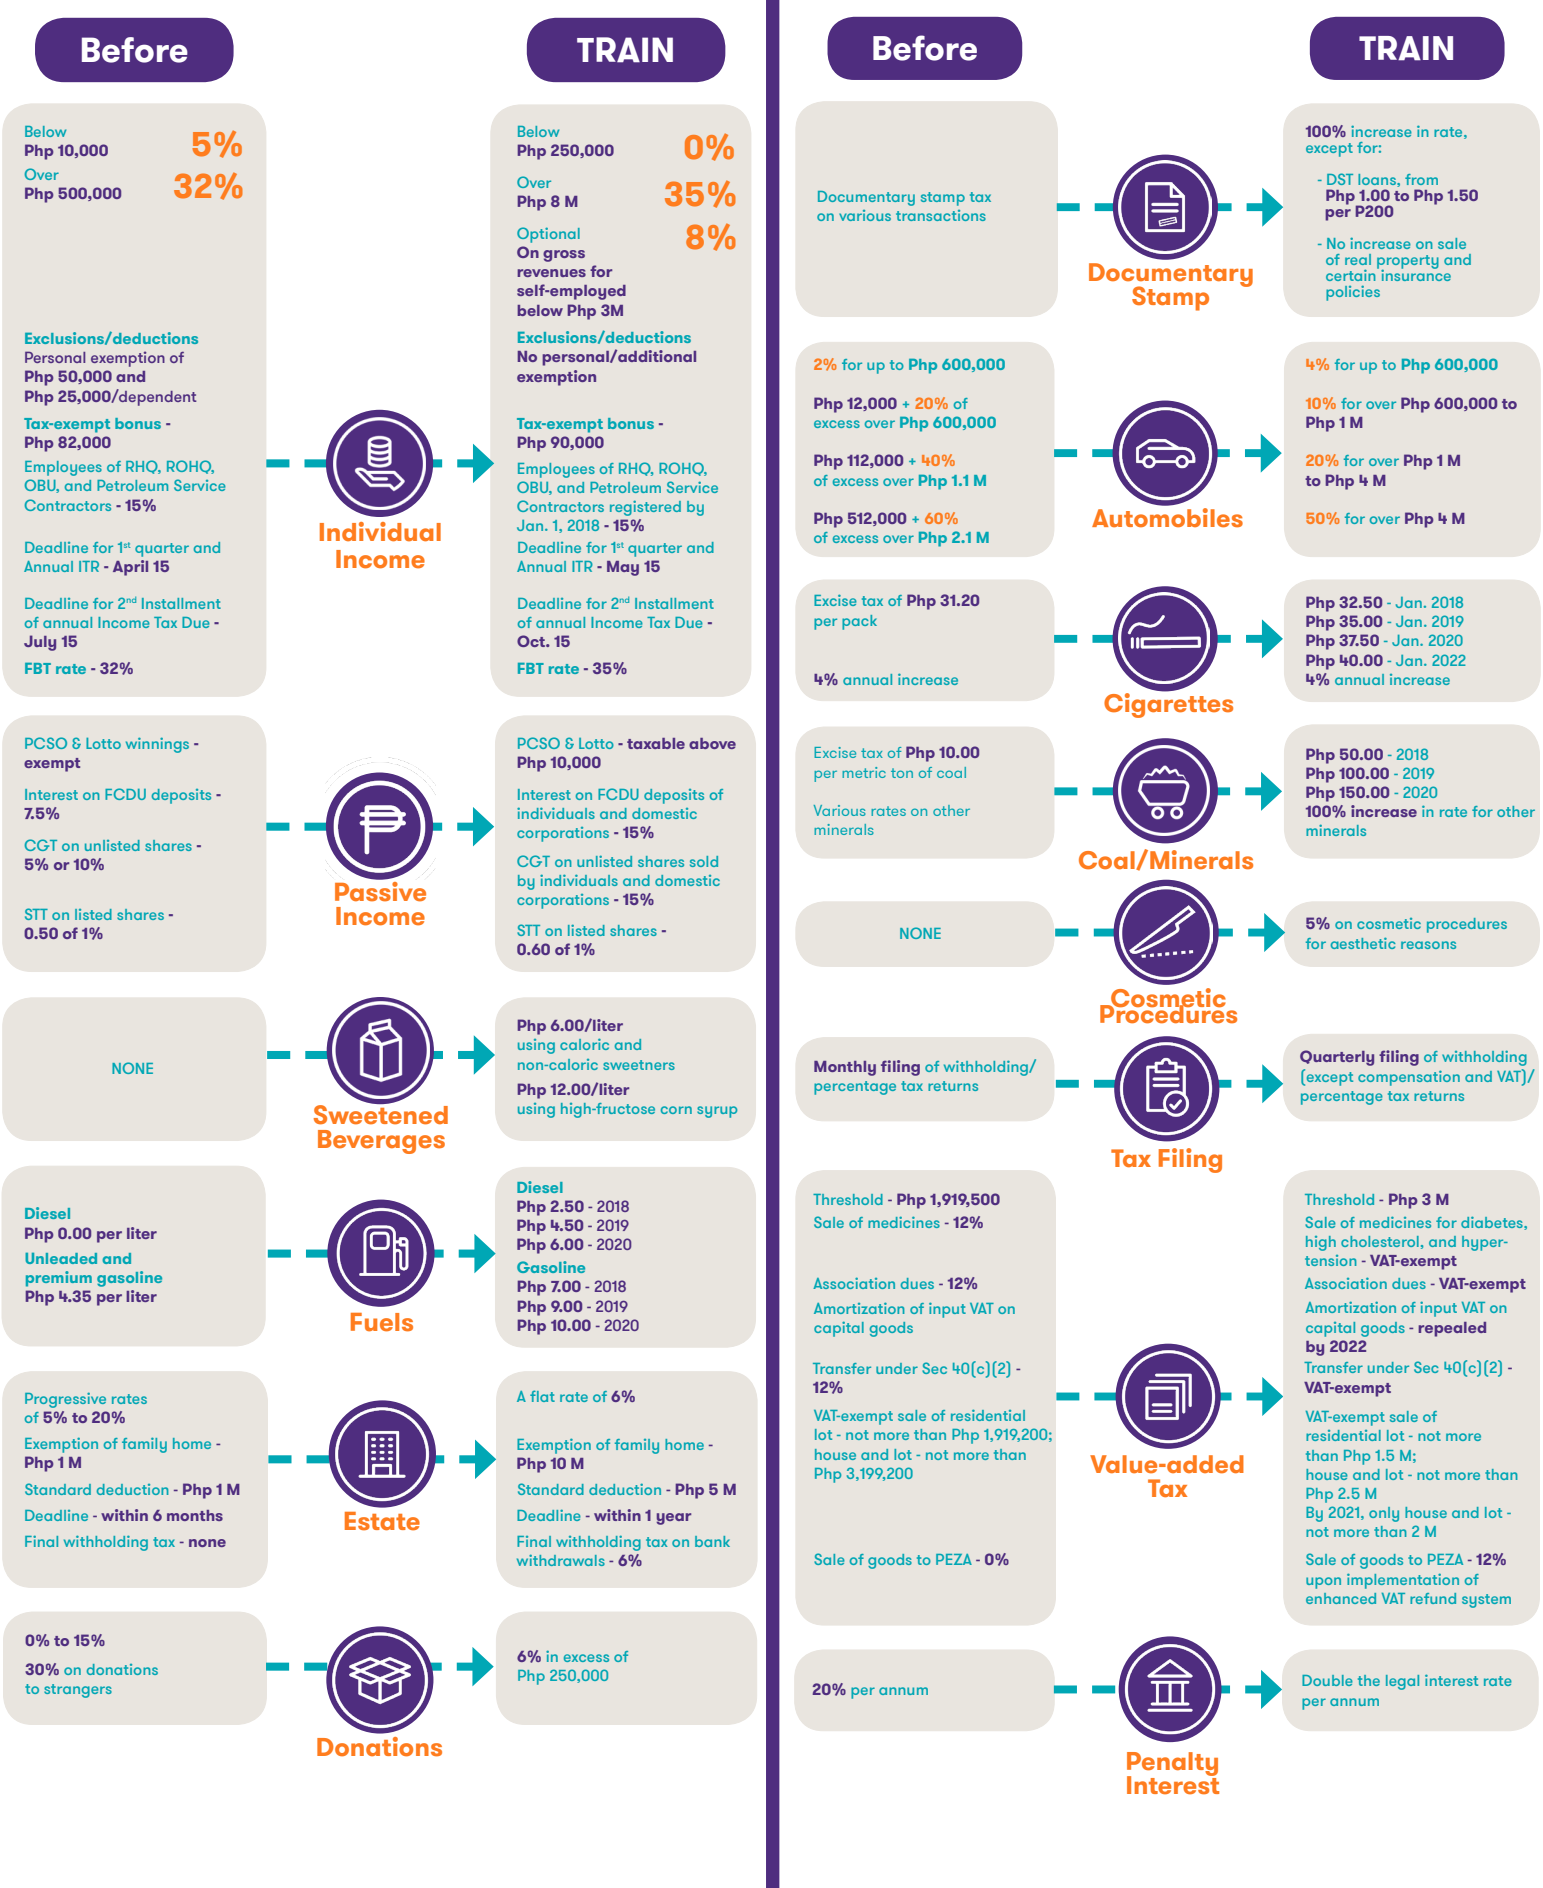 Before
TRAIN
Below
Php 10,000
5%
Over
Php 500,000
32%
Exclusions/deductions
Personal exemption of
Php 50,000 and
Php 25,000/dependent
Tax-exempt bonus -
Php 82,000
Employees of RHQ, ROHQ,
OBU, and Petroleum Service
Contractors - 15%
Deadline for 1st quarter and
Annual ITR - April 15
Deadline for 2nd Installment
of annual Income Tax Due -
July 15
FBT rate - 32%
Individual
Income
Below
Php 250,000
0%
Over
Php 8 M
35%
Optional
8%
On gross
revenues for
self-employed
below Php 3M
Exclusions/deductions
No personal/additional
exemption
Tax-exempt bonus -
Php 90,000
Employees of RHQ, ROHQ,
OBU, and Petroleum Service
Contractors registered by
Jan. 1, 2018 - 15%
Deadline for 1st quarter and
Annual ITR - May 15
Deadline for 2nd Installment
of annual Income Tax Due -
Oct. 15
FBT rate - 35%
PCSO & Lotto winnings -
exempt
Interest on FCDU deposits -
7.5%
CGT on unlisted shares -
5% or 10%
STT on listed shares -
0.50 of 1%
Passive
Income
PCSO & Lotto - taxable above
Php 10,000
Interest on FCDU deposits of
individuals and domestic
corporations - 15%
CGT on unlisted shares sold
by individuals and domestic
corporations - 15%
STT on listed shares -
0.60 of 1%
NONE
Sweetened
Beverages
Php 6.00/liter
using caloric and
non-caloric sweetners
Php 12.00/liter
using high-fructose corn syrup
Diesel
Php 0.00 per liter
Unleaded and
premium gasoline
Php 4.35 per liter
Fuels
Diesel
Php 2.50 - 2018
Php 4.50 - 2019
Php 6.00 - 2020
Gasoline
Php 7.00 - 2018
Php 9.00 - 2019
Php 10.00 - 2020
Progressive rates
of 5% to 20%
Exemption of family home -
Php 1 M
Standard deduction - Php 1 M
Deadline - within 6 months
Final withholding tax - none
Estate
A flat rate of 6%
Exemption of family home -
Php 10 M
Standard deduction - Php 5 M
Deadline - within 1 year
Final withholding tax on bank
withdrawals - 6%
0% to 15%
30% on donations
to strangers
Donations
6% in excess of
Php 250,000
Before
TRAIN
Documentary stamp tax
on various transactions
Documentary
Stamp
100% increase in rate,
except for:
- DST loans, from
Php 1.00 to Php 1.50
per P200
- No increase on sale
of real property and
certain insurance
policies
2% for up to Php 600,000
Php 12,000 + 20% of
excess over Php 600,000
Php 112,000 + 40%
of excess over Php 1.1 M
Php 512,000 + 60%
of excess over Php 2.1 M
Automobiles
4% for up to Php 600,000
10% for over Php 600,000 to
Php 1 M
20% for over Php 1 M
to Php 4 M
50% for over Php 4 M
Excise tax of Php 31.20
per pack
4% annual increase
Cigarettes
Php 32.50 - Jan. 2018
Php 35.00 - Jan. 2019
Php 37.50 - Jan. 2020
Php 40.00 - Jan. 2022
4% annual increase
Excise tax of Php 10.00
per metric ton of coal
Various rates on other
minerals
Coal/Minerals
Php 50.00 - 2018
Php 100.00 - 2019
Php 150.00 - 2020
100% increase in rate for other
minerals
NONE
Cosmetic
Procedures
5% on cosmetic procedures
for aesthetic reasons
Monthly filing of withholding/
percentage tax returns
Tax Filing
Quarterly filing of withholding
(except compensation and VAT)/
percentage tax returns
Threshold - Php 1,919,500
Sale of medicines - 12%
Association dues - 12%
Amortization of input VAT on
capital goods
Transfer under Sec 40(c)(2) -
12%
VAT-exempt sale of residential
lot - not more than Php 1,919,200;
house and lot - not more than
Php 3,199,200
Sale of goods to PEZA - 0%
Value-added
Tax
Threshold - Php 3 M
Sale of medicines for diabetes,
high cholesterol, and hyper-
tension - VAT-exempt
Association dues - VAT-exempt
Amortization of input VAT on
capital goods - repealed
by 2022
Transfer under Sec 40(c)(2) -
VAT-exempt
VAT-exempt sale of
residential lot - not more
than Php 1.5 M;
house and lot - not more than
Php 2.5 M
By 2021, only house and lot -
not more than 2 M
Sale of goods to PEZA - 12%
upon implementation of
enhanced VAT refund system
20% per annum
Penalty
Interest
Double the legal interest rate
per annum